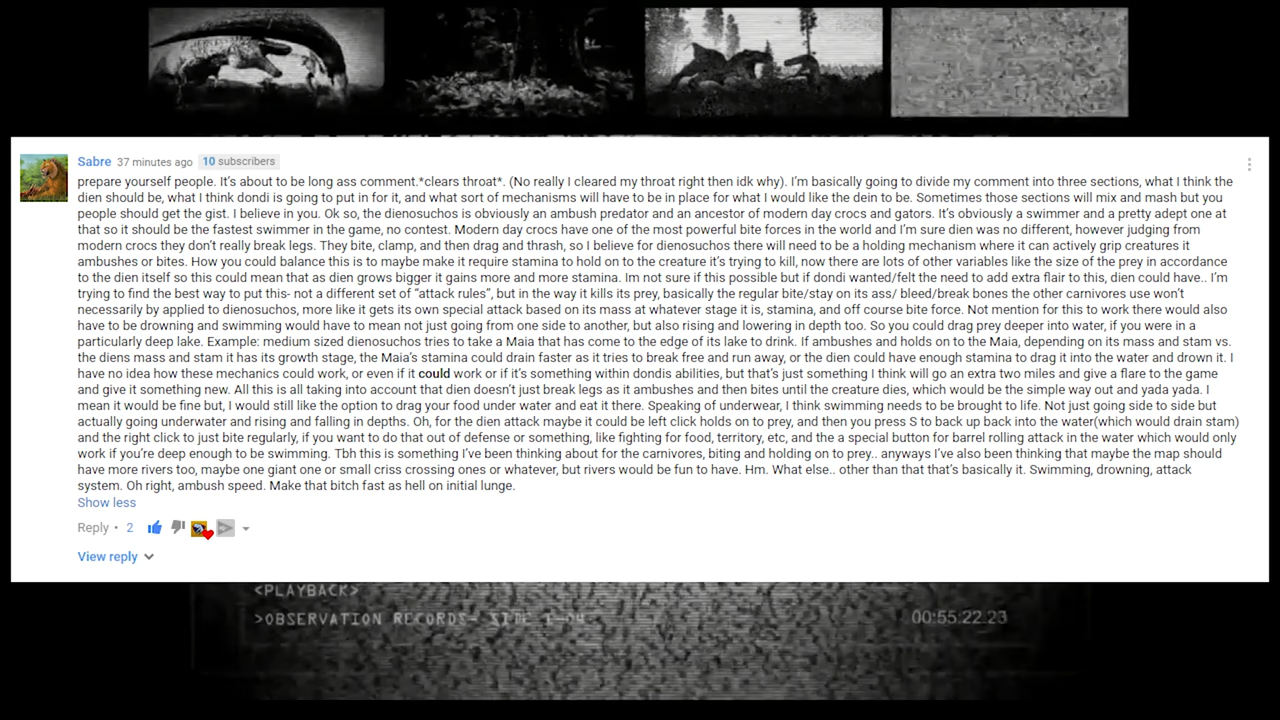 Sabre 37 minutes ago 10 subscribers
prepare yourself people. It's about to be long ass comment.*clears throat*. (No really I cleared my throat right then idk why). I'm basically going to divide my comment into three sections, what I think the
dien should be, what I think dondi is going to put in for it, and what sort of mechanisms will have to be in place for what I would like the dein to be. Sometimes those sections will mix and mash but you
people should get the gist. I believe in you. Ok so, the dienosuchos is obviously an ambush predator and an ancestor of modern day crocs and gators. It's obviously a swimmer and a pretty adept one at
that so it should be the fastest swimmer in the game, no contest. Modern day crocs have one of the most powerful bite forces in the world and I'm sure dien was no different, however judging from
modern crocs they don't really break legs. They bite, clamp, and then drag and thrash, so I believe for dienosuchos there will need to be a holding mechanism where it can actively grip creatures it
ambushes or bites. How you could balance this is to maybe make it require stamina to hold on to the creature it's trying to kill, now there are lots of other variables like the size of the prey in accordance
to the dien itself so this could mean that as dien grows bigger it gains more and more stamina. Im not sure if this possible but if dondi wanted/felt the need to add extra flair to this, dien could have.. I'm
trying to find the best way to put this- not a different set of “attack rules”, but in the way it kills its prey, basically the regular bite/stay on its ass/ bleed/break bones the other carnivores use won't
necessarily by applied to dienosuchos, more like it gets its own special attack based on its mass at whatever stage it is, stamina, and off course bite force. Not mention for this to work there would also
have to be drowning and swimming would have to mean not just going from one side to another, but also rising and lowering in depth too. So you could drag prey deeper into water, if you were in a
particularly deep lake. Example: medium sized dienosuchos tries to take a Maia that has come to the edge of its lake to drink. If ambushes and holds on to the Maia, depending on its mass and stam vs.
the diens mass and stam it has its growth stage, the Maia's stamina could drain faster as it tries to break free and run away, or the dien could have enough stamina to drag it into the water and drown it. I
have no idea how these mechanics could work, or even if it could work or if it's something within dondis abilities, but that's just something I think will go an extra two miles and give a flare to the game
and give it something new. All this is all taking into account that dien doesn't just break legs as it ambushes and then bites until the creature dies, which would be the simple way out and yada yada. I
mean it would be fine but, I would still like the option to drag your food under water and eat it there. Speaking of underwear, I think swimming needs to be brought to life. Not just going side to side but
actually going underwater and rising and falling in depths. Oh, for the dien attack maybe it could be left click holds on to prey, and then you press S to back up back into the water(which would drain stam)
and the right click to just bite regularly, if you want to do that out of defense or something, like fighting for food, territory, etc, and the a special button for barrel rolling attack in the water which would only
work if you're deep enough to be swimming. Tbh this is something I've been thinking about for the carnivores, biting and holding on to prey.. anyways I've also been thinking that maybe the map should
have more rivers too, maybe one giant one or small criss crossing ones or whatever, but rivers would be fun to have. Hm. What else.. other than that that's basically it. Swimming, drowning, attack
system. Oh right, ambush speed. Make that bitch fast as hell on initial lunge.
Show less
Reply • 2
View reply
<PLAYBACK>
>OBSERVATION RECORDS- SITE
00:55:22.23